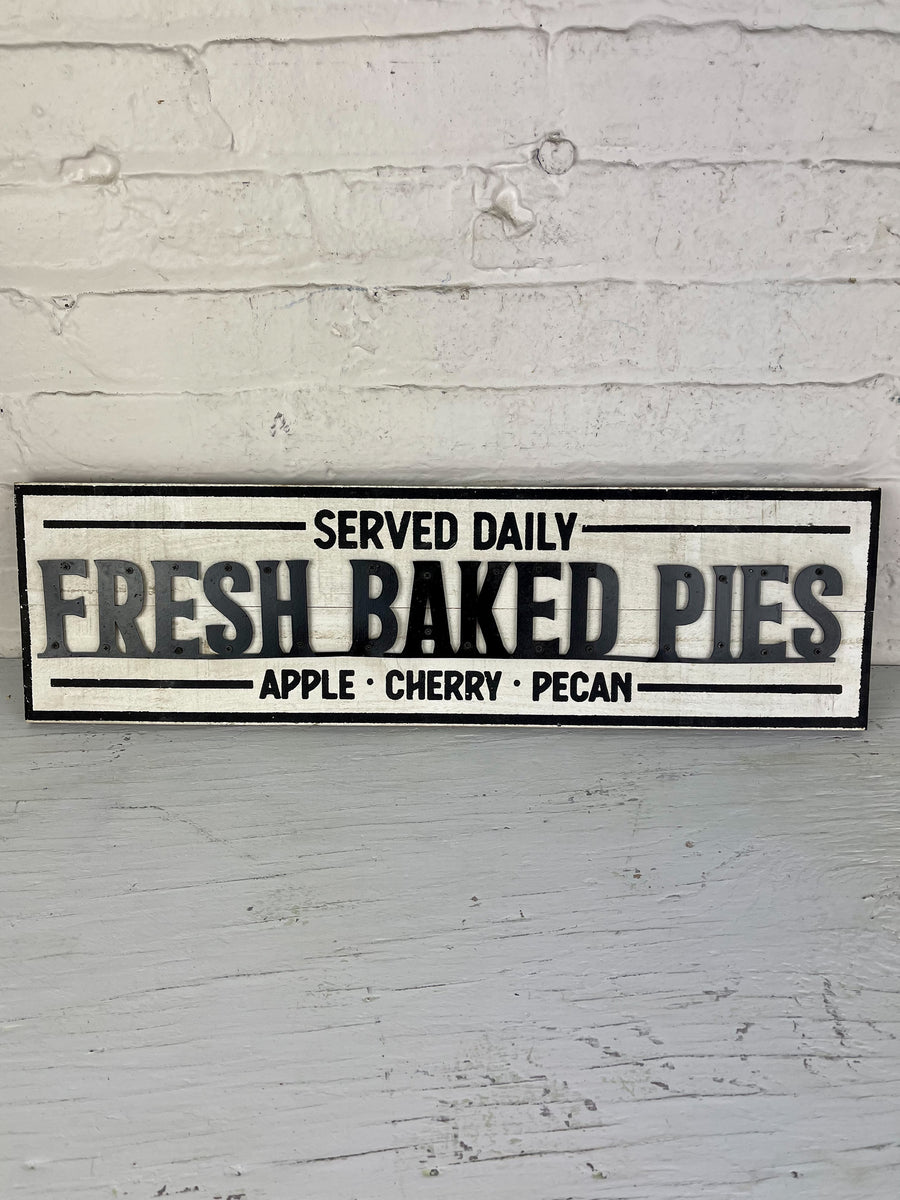 SERVED DAILY
FRESH BAKED PIES
APPLE · CHERRY · PECAN